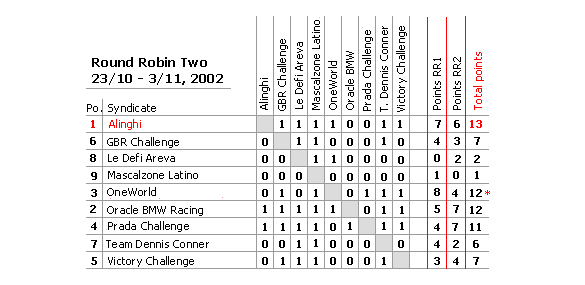 Round Robin Two
23/10 - 3/11, 2002
Po. Syndicate Alinghi GBR Challenge Le Defi Areva Mascalzone Latino OneWorld Oracle BMW Prada Challenge T. Dennis Conner Victory Challenge Points RR1 Points RR2 Total points
1 Alinghi 1 1 1 1 0 0 1 1 7 6 13
6 GBR Challenge 0 1 1 0 0 0 1 0 4 3 7
8 Le Defi Areva 0 0 1 1 0 0 0 0 0 2 2
9 Mascalzone Latino 0 0 0 0 0 0 0 0 1 0 1
3 OneWorld 0 1 0 1 0 1 1 1 8 4 12 *
2 Oracle BMW Racing 1 1 1 1 1 0 1 1 5 7 12
4 Prada Challenge 1 1 1 1 0 1 1 1 4 7 11
7 Team Dennis Conner 0 0 1 1 0 0 0 0 4 2 6
5 Victory Challenge 0 1 1 1 0 0 0 1 3 4 7